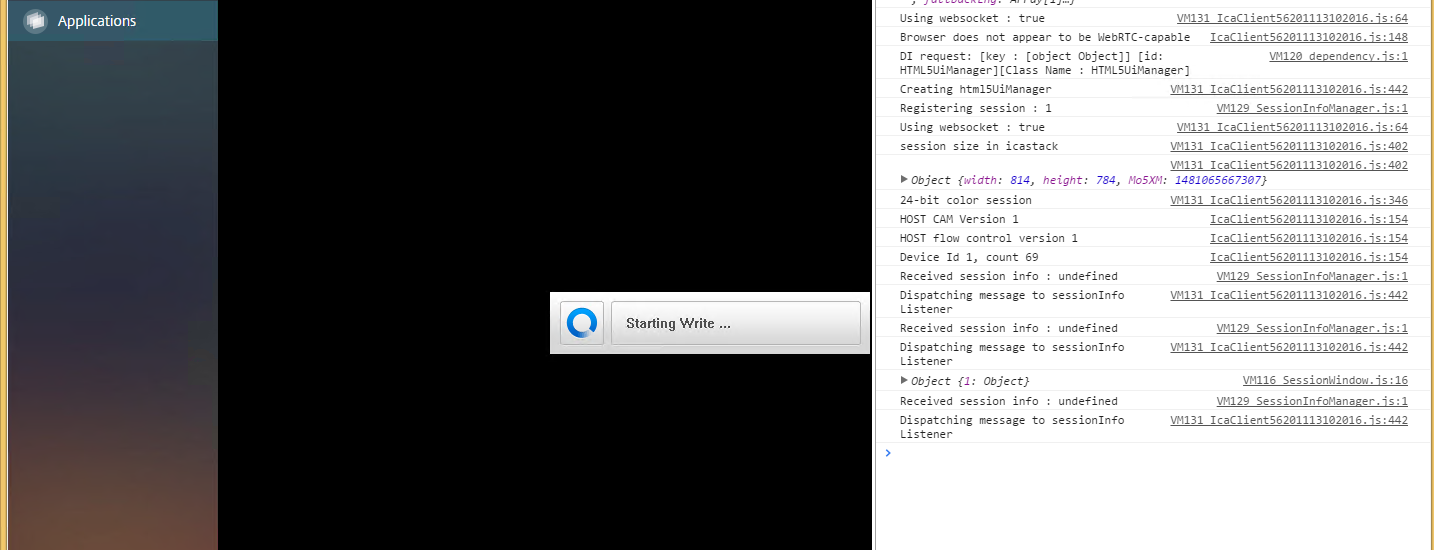 Applications
Starting Write ...
, fallbackLng: Array[1]…}
Using websocket : true VM131 IcaClient56201113102016.js:64
Browser does not appear to be WebRTC-capable IcaClient56201113102016.js:148
DI request: [key : [object Object]] [id: VM120 dependency.js:1
HTML5UiManager][Class Name : HTML5UiManager]
Creating html5UiManager VM131 IcaClient56201113102016.js:442
Registering session : 1 VM129 SessionInfoManager.js:1
Using websocket : true VM131 IcaClient56201113102016.js:64
session size in icastack VM131 IcaClient56201113102016.js:402
VM131 IcaClient56201113102016.js:402
Object {width: 814, height: 784, Mo5XM: 1481065667307}
24-bit color session VM131 IcaClient56201113102016.js:346
HOST CAM Version 1 IcaClient56201113102016.js:154
HOST flow control version 1 IcaClient56201113102016.js:154
Device Id 1, count 69 IcaClient56201113102016.js:154
Received session info : undefined VM129 SessionInfoManager.js:1
Dispatching message to sessionInfo VM131 IcaClient56201113102016.js:442
Listener
Received session info : undefined VM129 SessionInfoManager.js:1
Dispatching message to sessionInfo VM131 IcaClient56201113102016.js:442
Listener
Object {1: Object} VM116 SessionWindow.js:16
Received session info : undefined VM129 SessionInfoManager.js:1
Dispatching message to sessionInfo VM131 IcaClient56201113102016.js:442
Listener